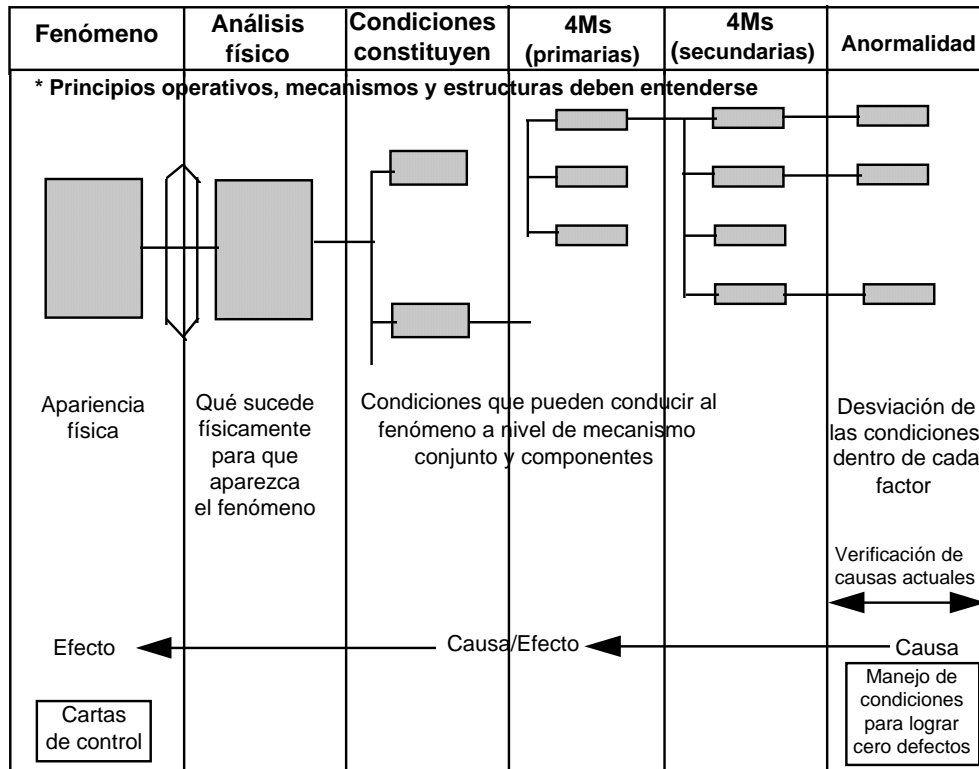 Fenómeno
Análisis
físico
Condiciones
constituyen
4Ms
(primarias)
4Ms
(secundarias)
Anormalidad
* Principios operativos, mecanismos y estructuras deben entenderse
Apariencia
física
Qué sucede
físicamente
para que
aparezca
el fenómeno
Condiciones que pueden conducir al
fenómeno a nivel de mecanismo
conjunto y componentes
Desviación de
las condiciones
dentro de cada
factor
Verificación de
causas actuales
Efecto
Causa/Efecto
Causa
Cartas
de control
Manejo de
condiciones
para lograr
cero defectos